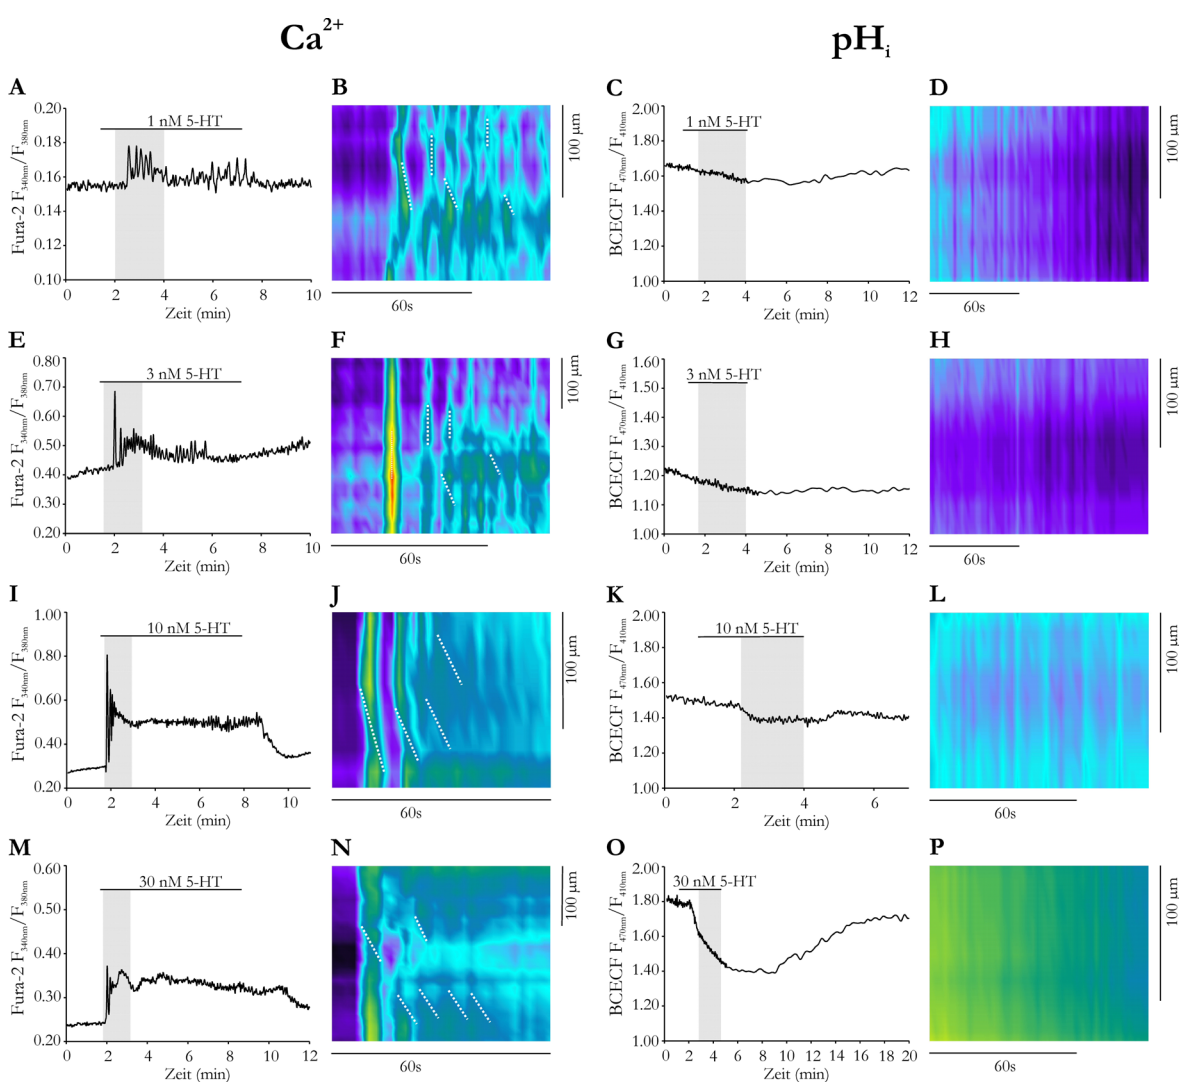 Ca²⁺
pHᵢ
A
B
C
D
0.20
0.18
0.16
0.14
0.12
0.10
Fura-2 F340nm/F380nm
1 nM 5-HT
0 2 4 6 8 10
Zeit (min)
100 µm
60s
2.00
1.80
1.60
1.40
1.20
1.00
BCECF F470nm/F410nm
1 nM 5-HT
0 2 4 6 8 10 12
Zeit (min)
100 µm
60s
E
F
G
H
0.80
0.70
0.60
0.50
0.40
0.30
0.20
Fura-2 F340nm/F380nm
3 nM 5-HT
0 2 4 6 8 10
Zeit (min)
100 µm
60s
1.60
1.50
1.40
1.30
1.20
1.10
1.00
BCECF F470nm/F410nm
3 nM 5-HT
0 2 4 6 8 10 12
Zeit (min)
100 µm
60s
I
J
K
L
1.00
0.80
0.60
0.40
0.20
Fura-2 F340nm/F380nm
10 nM 5-HT
0 2 4 6 8 10
Zeit (min)
100 µm
60s
2.00
1.80
1.60
1.40
1.20
1.00
BCECF F470nm/F410nm
10 nM 5-HT
0 2 4 6
Zeit (min)
100 µm
60s
M
N
O
P
0.60
0.50
0.40
0.30
0.20
Fura-2 F340nm/F380nm
30 nM 5-HT
0 2 4 6 8 10 12
Zeit (min)
100 µm
60s
2.00
1.80
1.60
1.40
1.20
1.00
BCECF F470nm/F410nm
30 nM 5-HT
0 2 4 6 8 10 12 14 16 18 20
Zeit (min)
100 µm
60s